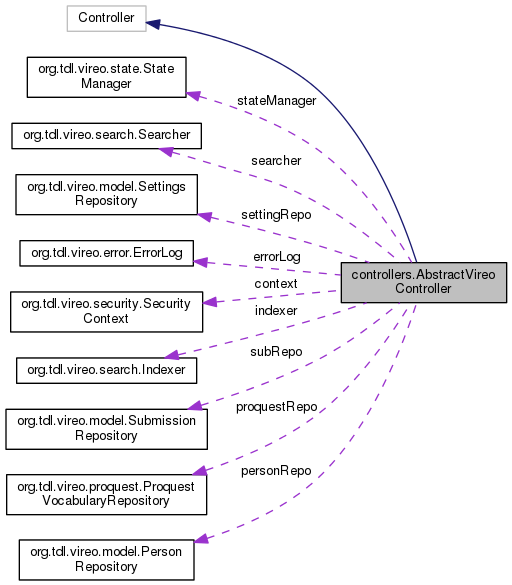 Controller
org.tdl.vireo.state.State
Manager
stateManager
org.tdl.vireo.search.Searcher
searcher
org.tdl.vireo.model.Settings
Repository
settingRepo
org.tdl.vireo.error.ErrorLog
errorLog
controllers.AbstractVireo
Controller
context
org.tdl.vireo.security.Security
Context
indexer
org.tdl.vireo.search.Indexer
subRepo
org.tdl.vireo.model.Submission
Repository
proquestRepo
org.tdl.vireo.proquest.Proquest
VocabularyRepository
personRepo
org.tdl.vireo.model.Person
Repository